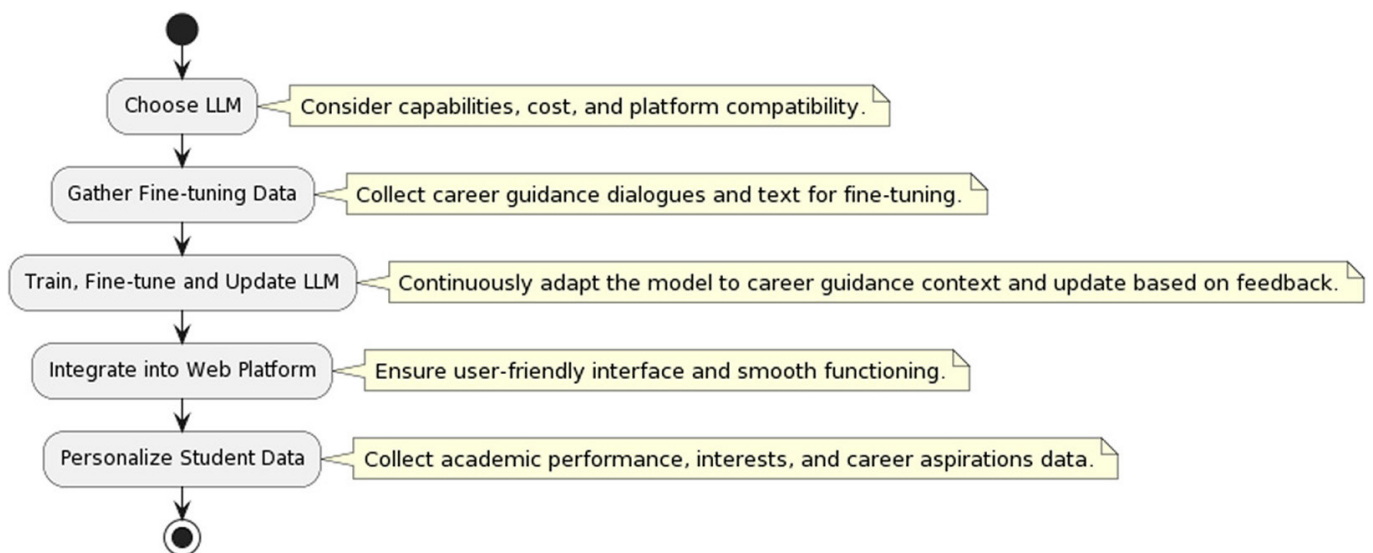 Choose LLM
Consider capabilities, cost, and platform compatibility.
Gather Fine-tuning Data
Collect career guidance dialogues and text for fine-tuning.
Train, Fine-tune and Update LLM
Continuously adapt the model to career guidance context and update based on feedback.
Integrate into Web Platform
Ensure user-friendly interface and smooth functioning.
Personalize Student Data
Collect academic performance, interests, and career aspirations data.